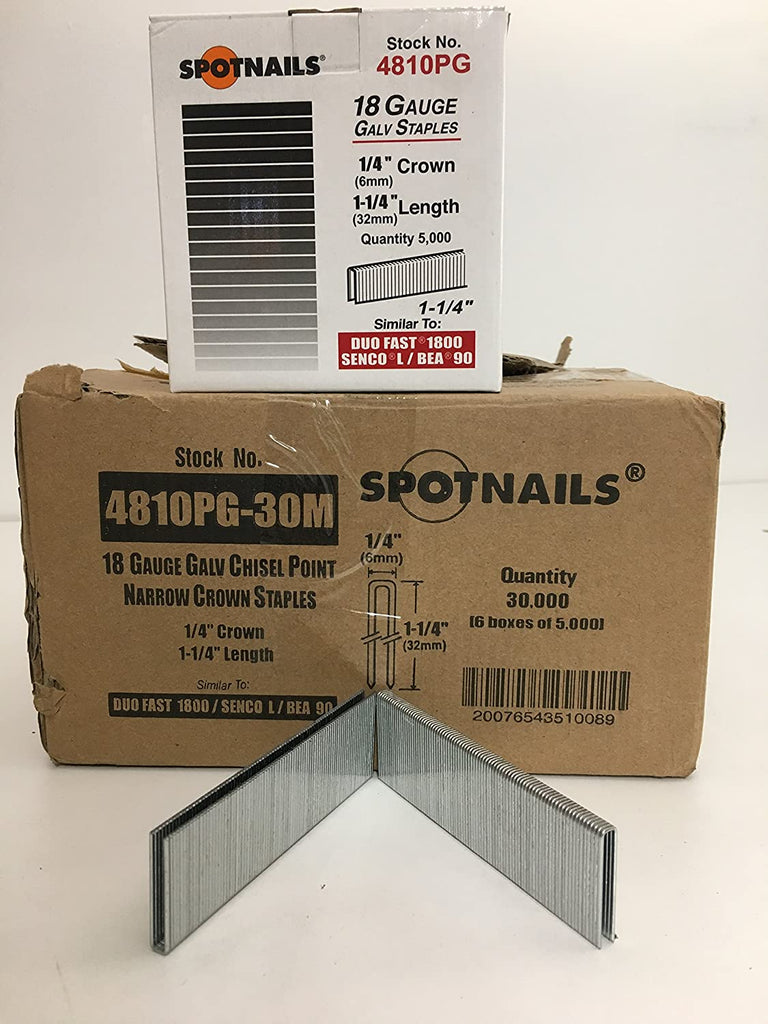 SPOTNAILS®
Stock No.
4810PG
18 GAUGE
GALV STAPLES
1/4" Crown
(6mm)
1-1/4" Length
(32mm)
Quantity 5,000
1-1/4"
Similar To:
DUO FAST® 1800
SENCO® L / BEA® 90
Stock No.
4810PG-30M
18 GAUGE GALV CHISEL POINT
NARROW CROWN STAPLES
1/4" Crown
1-1/4" Length
Similar To:
DUO FAST 1800 / SENCO L / BEA 90
SPOTNAILS®
1/4"
(6mm)
1-1/4"
(32mm)
Quantity
30,000
[6 boxes of 5,000]
20076543510089